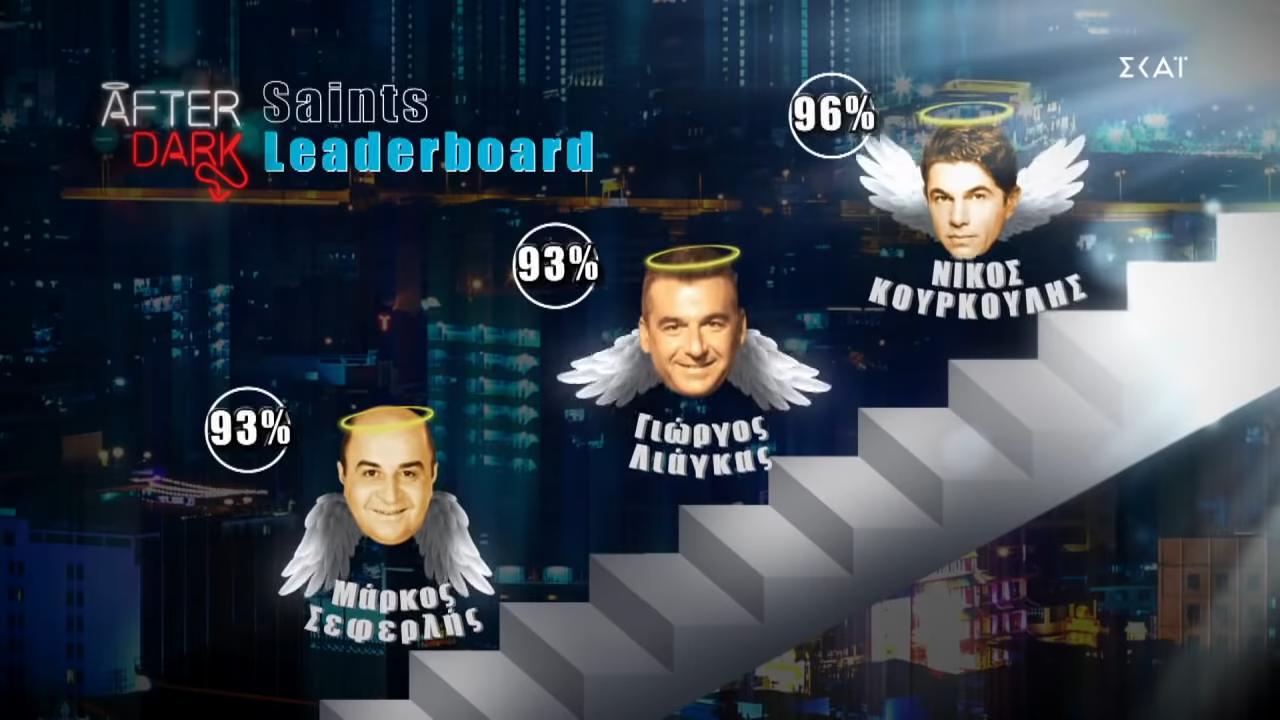 ΣΚΑΪ
AFTER
DARK
Saints
Leaderboard
96%
ΝΙΚΟΣ
ΚΟΥΡΚΟΥΛΗΣ
93%
Γιώργος
Λιάγκας
93%
Μάρκος
Σεφερλής